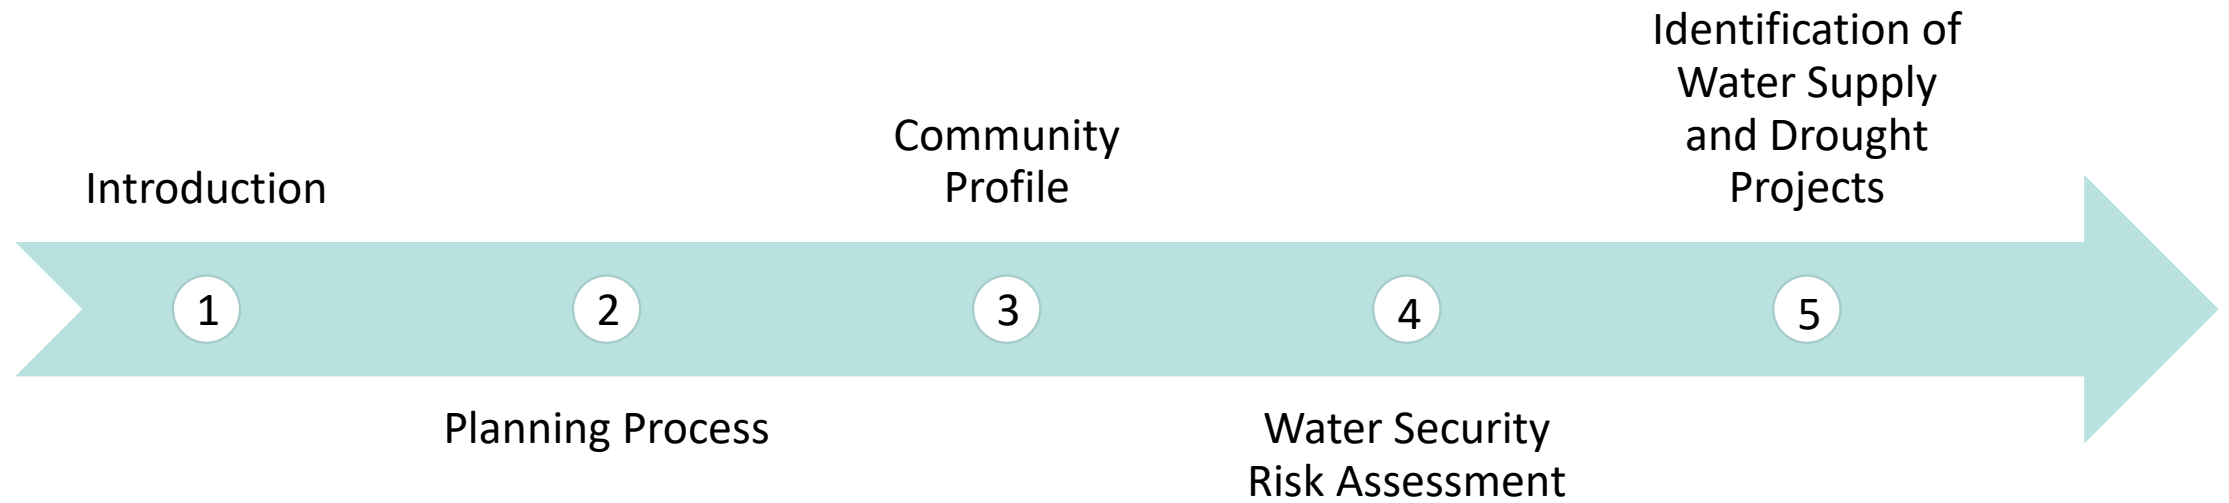 Introduction
1
2
Planning Process
Community
Profile
3
4
Water Security
Risk Assessment
Identification of
Water Supply
and Drought
Projects
5